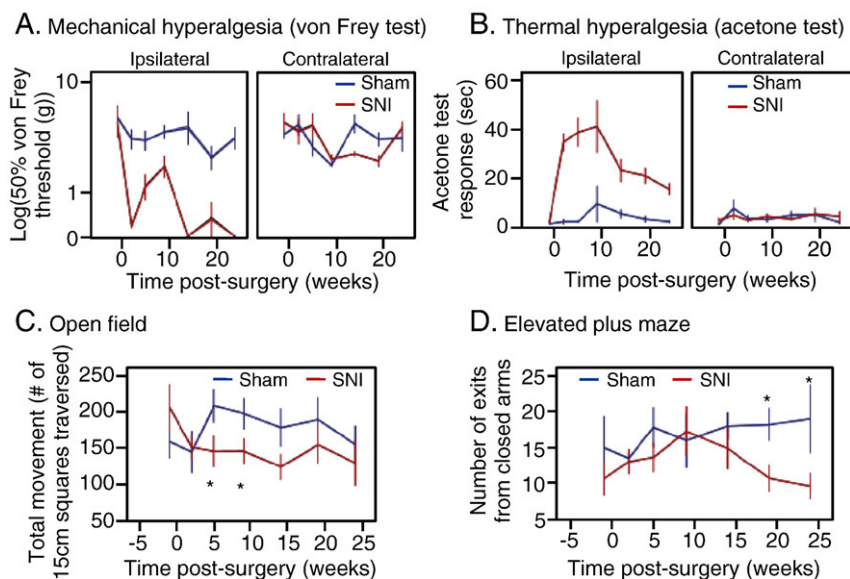 A. Mechanical hyperalgesia (von Frey test)
Ipsilateral
Contralateral
Log(50% von Frey
threshold (g))
10
1
0
Sham
SNI
0 10 20
0 10 20
Time post-surgery (weeks)
B. Thermal hyperalgesia (acetone test)
Ipsilateral
Contralateral
Acetone test
response (sec)
60
40
20
0
Sham
SNI
0 10 20
0 10 20
Time post-surgery (weeks)
C. Open field
Total movement (# of
15cm squares traversed)
250
200
150
100
50
Sham
SNI
*
*
-5 0 5 10 15 20 25
Time post-surgery (weeks)
D. Elevated plus maze
Number of exits
from closed arms
25
20
15
10
5
Sham
SNI
*
*
-5 0 5 10 15 20 25
Time post-surgery (weeks)